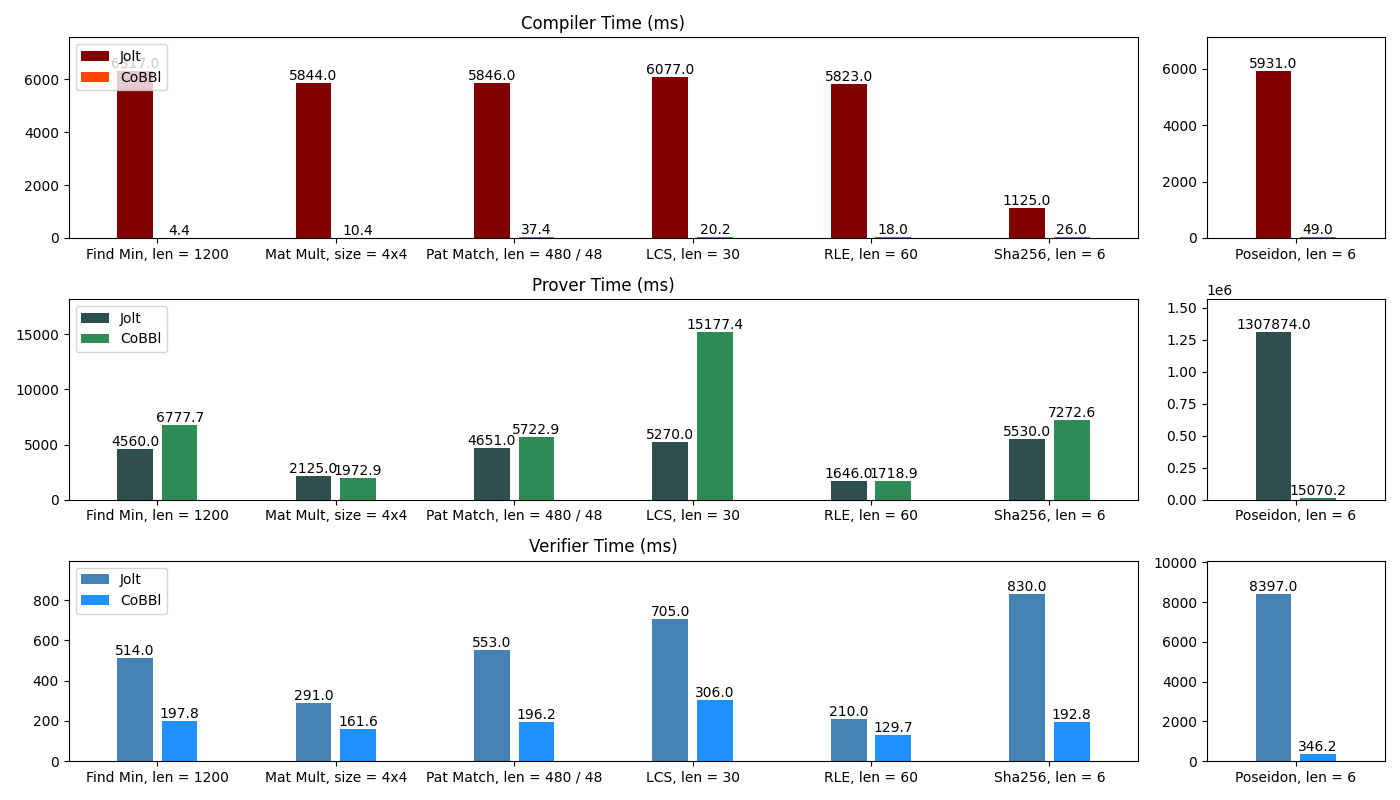 Compiler Time (ms)
Jolt
CoBBl
6000
4000
2000
0
6317.0
4.4
5844.0
10.4
5846.0
37.4
6077.0
20.2
5823.0
18.0
1125.0
26.0
Find Min, len = 1200
Mat Mult, size = 4x4
Pat Match, len = 480 / 48
LCS, len = 30
RLE, len = 60
Sha256, len = 6
6000
4000
2000
0
5931.0
49.0
Poseidon, len = 6
Prover Time (ms)
Jolt
CoBBl
15000
10000
5000
0
4560.0
6777.7
2125.0
1972.9
4651.0
5722.9
5270.0
15177.4
1646.0
1718.9
5530.0
7272.6
Find Min, len = 1200
Mat Mult, size = 4x4
Pat Match, len = 480 / 48
LCS, len = 30
RLE, len = 60
Sha256, len = 6
1e6
1.50
1.25
1.00
0.75
0.50
0.25
0.00
1307874.0
15070.2
Poseidon, len = 6
Verifier Time (ms)
Jolt
CoBBl
800
600
400
200
0
514.0
197.8
291.0
161.6
553.0
196.2
705.0
306.0
210.0
129.7
830.0
192.8
Find Min, len = 1200
Mat Mult, size = 4x4
Pat Match, len = 480 / 48
LCS, len = 30
RLE, len = 60
Sha256, len = 6
10000
8000
6000
4000
2000
0
8397.0
346.2
Poseidon, len = 6